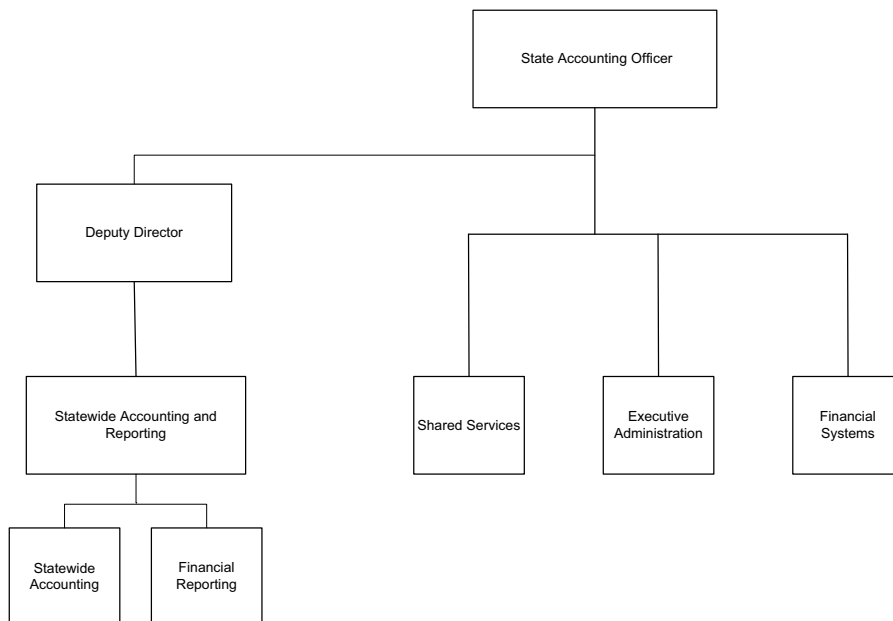 State Accounting Officer
Deputy Director
Statewide Accounting and
Reporting
Shared Services
Executive
Administration
Financial
Systems
Statewide
Accounting
Financial
Reporting